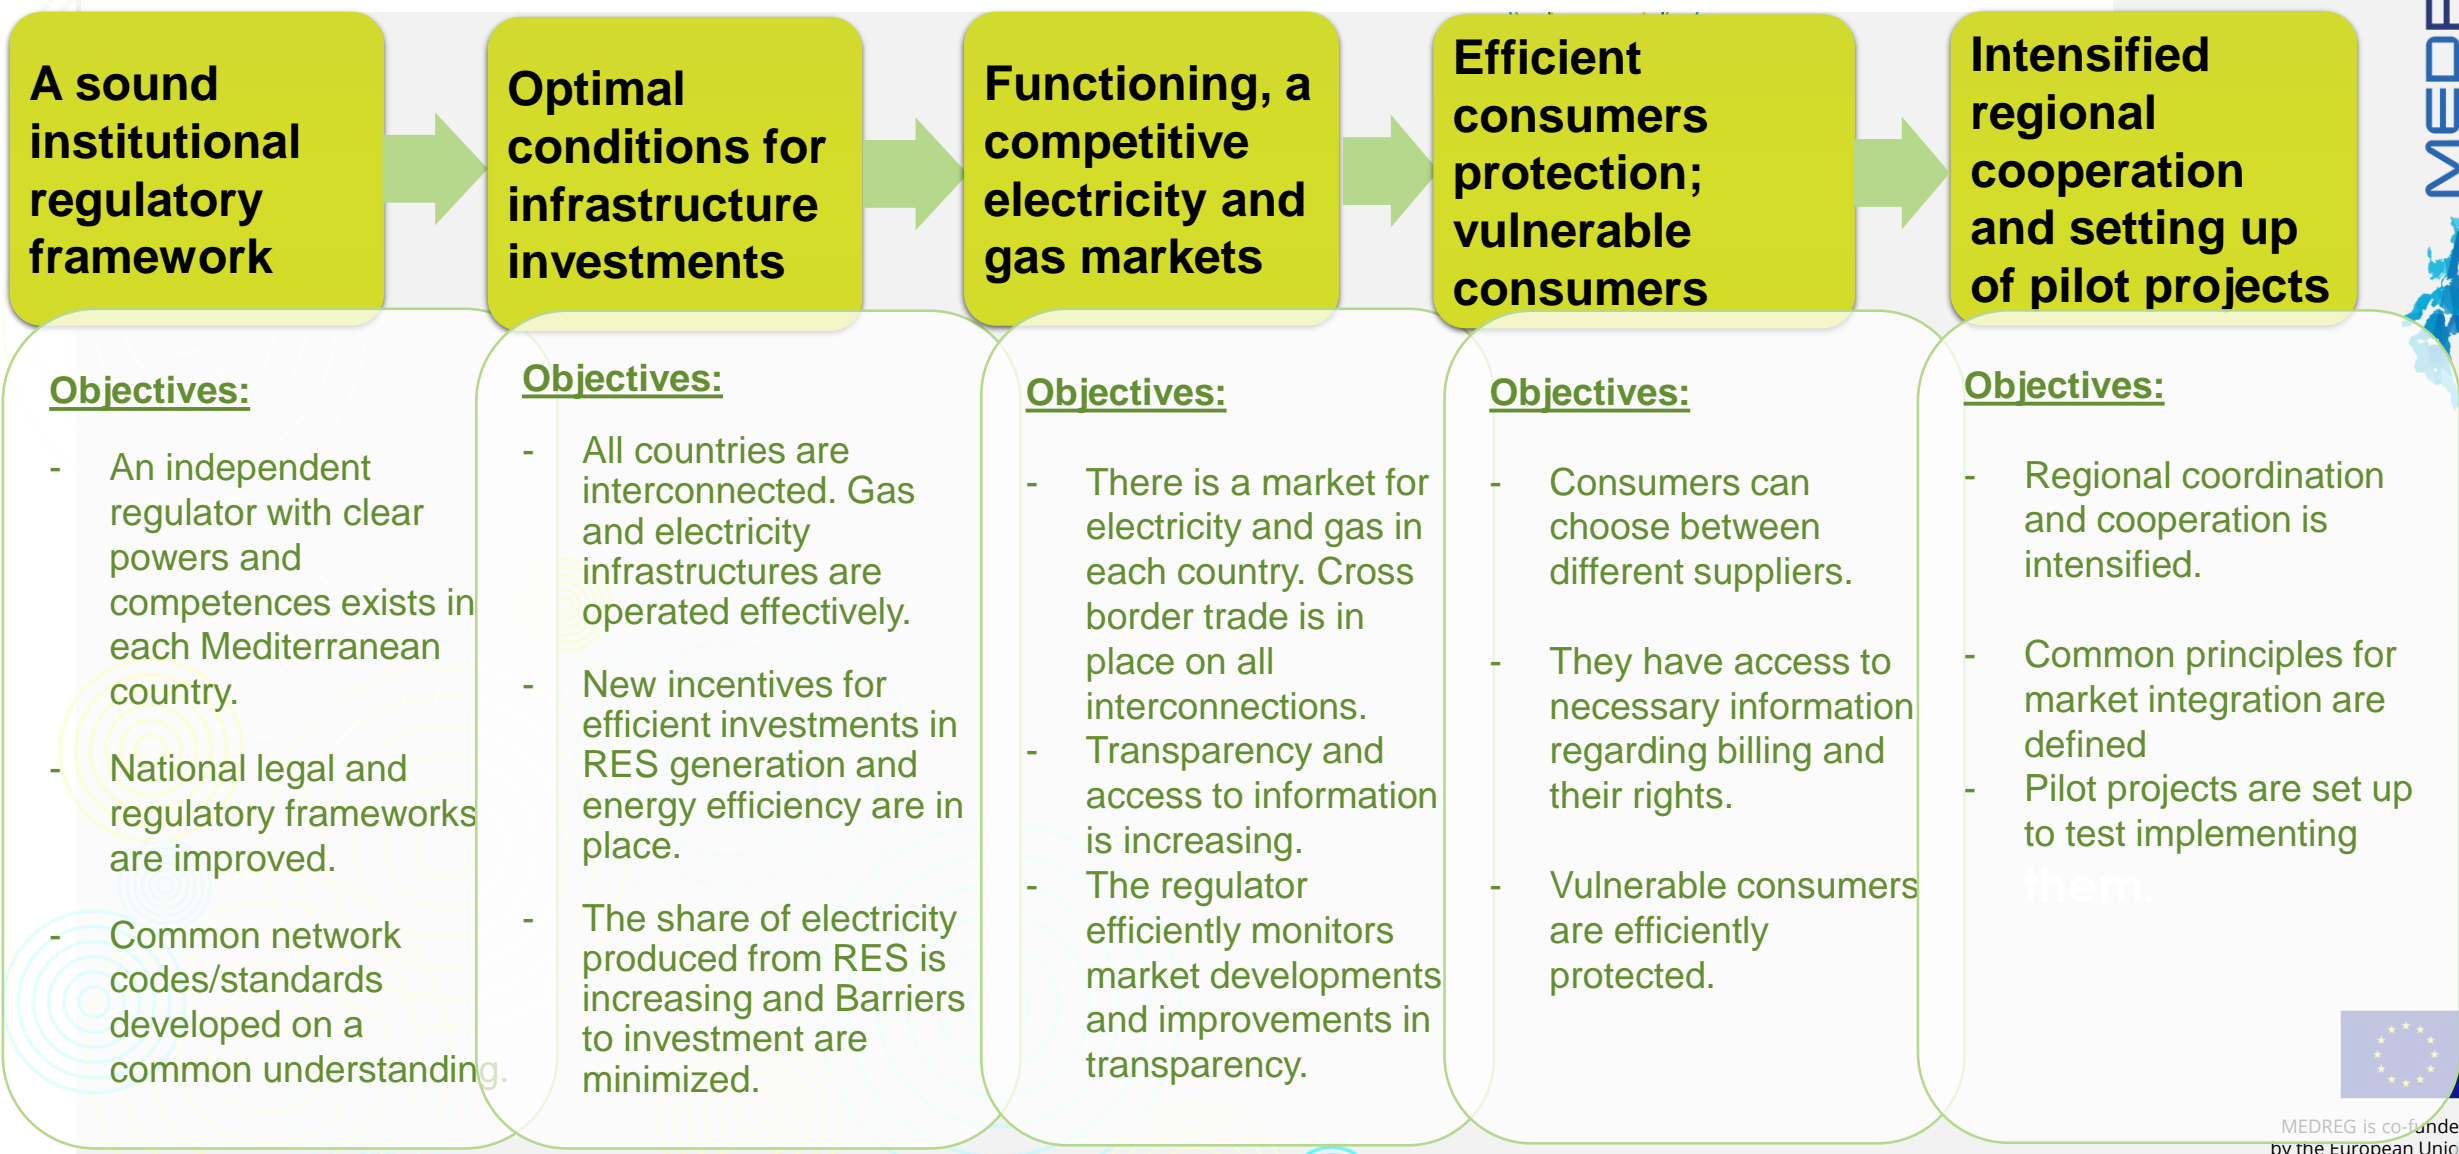 A sound
institutional
regulatory
framework
Optimal
conditions for
infrastructure
investments
Functioning, a
competitive
electricity and
gas markets
Efficient
consumers
protection;
vulnerable
consumers
Intensified
regional
cooperation
and setting up
of pilot projects
Objectives:
- An independent
regulator with clear
powers and
competences exists in
each Mediterranean
country.
- National legal and
regulatory frameworks
are improved.
- Common network
codes/standards
developed on a
common understanding.
Objectives:
- All countries are
interconnected. Gas
and electricity
infrastructures are
operated effectively.
- New incentives for
efficient investments in
RES generation and
energy efficiency are in
place.
- The share of electricity
produced from RES is
increasing and Barriers
to investment are
minimized.
Objectives:
- There is a market for
electricity and gas in
each country. Cross
border trade is in
place on all
interconnections.
- Transparency and
access to information
is increasing.
- The regulator
efficiently monitors
market developments
and improvements in
transparency.
Objectives:
- Consumers can
choose between
different suppliers.
- They have access to
necessary information
regarding billing and
their rights.
- Vulnerable consumers
are efficiently
protected.
Objectives:
- Regional coordination
and cooperation is
intensified.
- Common principles for
market integration are
defined
- Pilot projects are set up
to test implementing
them.
MED
MEDREG is co-funde
by the European Unio